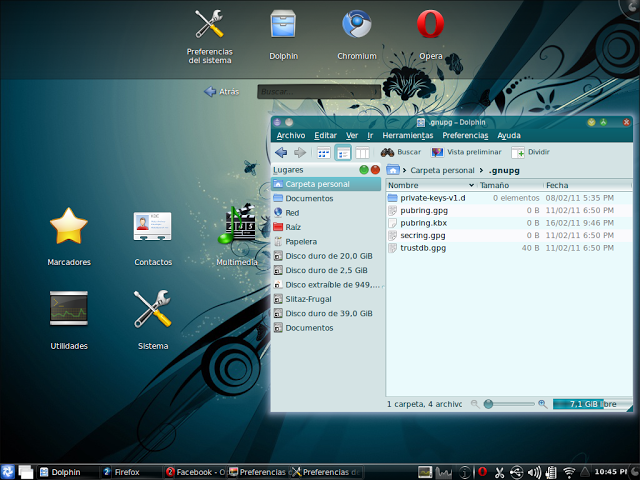 Preferencias
del sistema
Dolphin
Chromium
Opera
Atrás
Buscar...
.gnupg – Dolphin
Archivo Editar Ver Ir Herramientas Preferencias Ayuda
Buscar Vista preliminar Dividir
Lugares
Carpeta personal
Documentos
Red
Raíz
Papelera
Disco duro de 20,0 GiB
Disco duro de 2,5 GiB
Disco extraíble de 949,...
Slitaz-Frugal
Disco duro de 39,0 GiB
Documentos
Carpeta personal .gnupg
Nombre Tamaño Fecha
private-keys-v1.d 0 elementos 08/02/11 5:35 PM
pubring.gpg 0 B 11/02/11 6:50 PM
pubring.kbx 0 B 16/02/11 9:46 PM
secring.gpg 0 B 11/02/11 6:50 PM
trustdb.gpg 40 B 11/02/11 6:50 PM
1 carpeta, 4 archivo 7,1 GiB bre
Marcadores
Contactos
Multimedia
Utilidades
Sistema
Dolphin Firefox Facebook - O Preferencias Preferencias de 10:45 PM